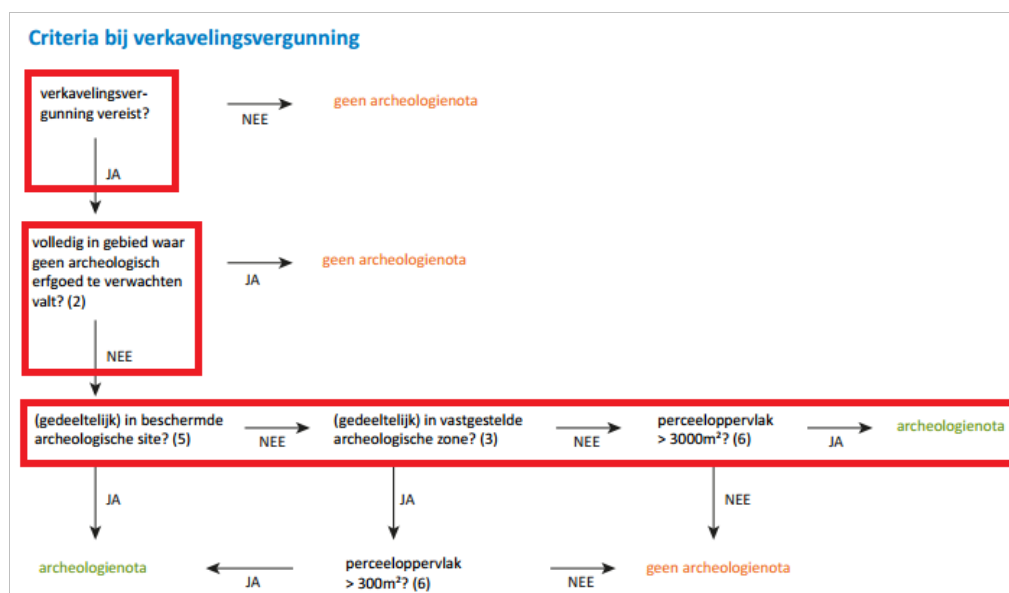 Criteria bij verkavelingsvergunning
verkavelingsver-
gunning vereist?
NEE
geen archeologienota
JA
volledig in gebied waar
geen archeologisch
erfgoed te verwachten
valt? (2)
JA
geen archeologienota
NEE
(gedeeltelijk) in beschermde
archeologische site? (5)
NEE
(gedeeltelijk) in vastgestelde
archeologische zone? (3)
NEE
perceeloppervlak
> 3000m²? (6)
JA
archeologienota
JA
JA
NEE
archeologienota
JA
perceeloppervlak
> 300m²? (6)
NEE
geen archeologienota